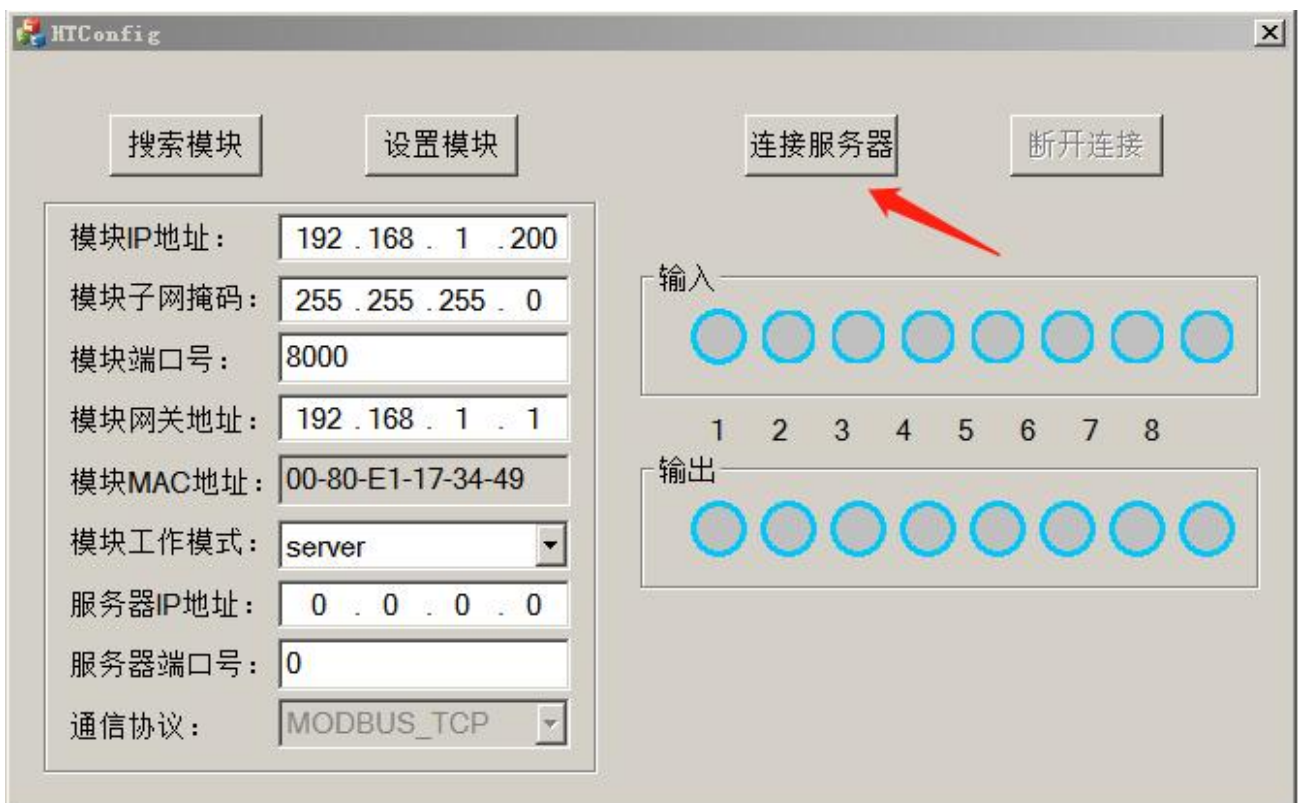 HTConfig
搜索模块
设置模块
连接服务器
断开连接
模块IP地址： 192 . 168 . 1 . 200
模块子网掩码： 255 . 255 . 255 . 0
模块端口号： 8000
模块网关地址： 192 . 168 . 1 . 1
模块MAC地址： 00-80-E1-17-34-49
模块工作模式： server
服务器IP地址： 0 . 0 . 0 . 0
服务器端口号： 0
通信协议： MODBUS_TCP
输入
1 2 3 4 5 6 7 8
输出